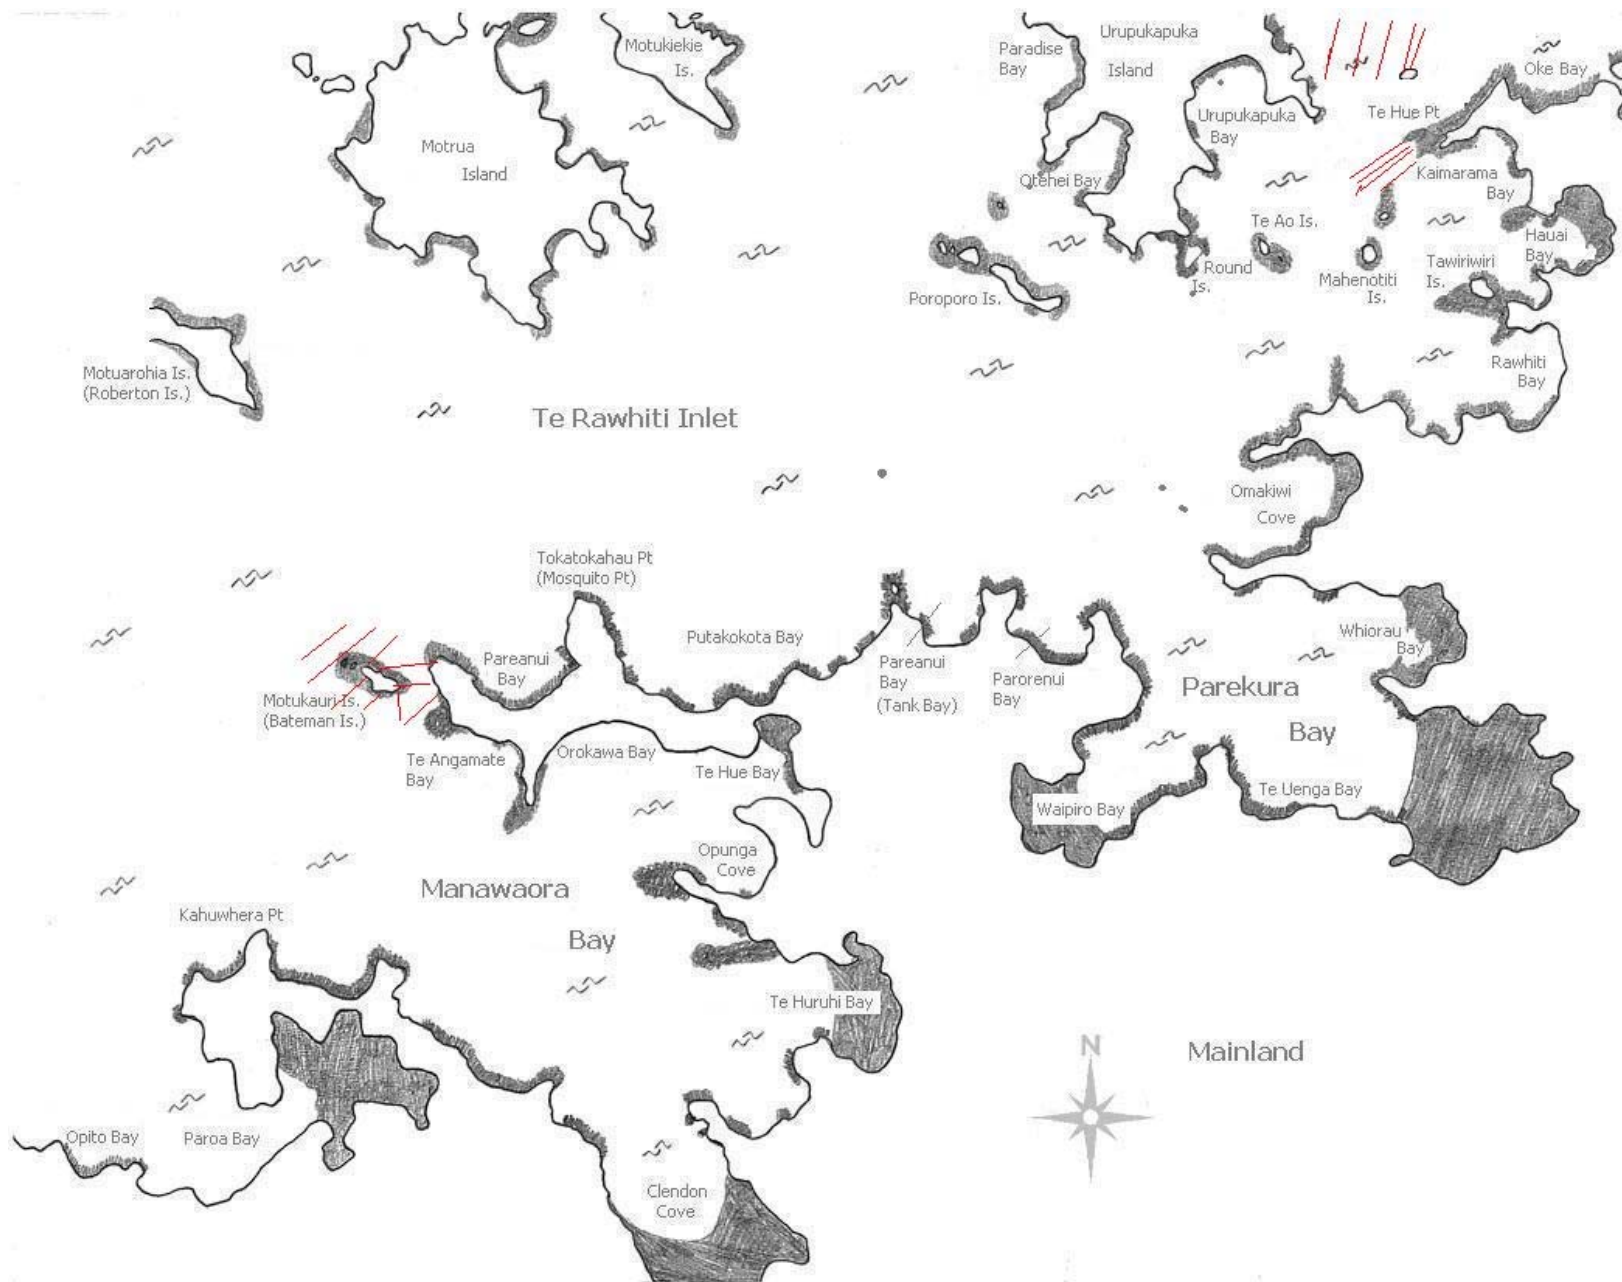 Motukiekie
Is.
Paradise
Bay
Urupukapuka
Island
Oke Bay
Te Hue Pt
Urupukapuka
Bay
Motrua
Island
Otehei Bay
Kaimarama
Bay
Te Ao Is.
Hauai
Bay
Round
Is.
Mahenotiti
Is.
Tawiriwiri
Is.
Poroporo Is.
Motuarohia Is.
(Roberton Is.)
Rawhiti
Bay
Te Rawhiti Inlet
Omakiwi
Cove
Tokatokahau Pt
(Mosquito Pt)
Putakokota Bay
Whiorau
Bay
Pareanui
Bay
Pareanui
Bay
(Tank Bay)
Parorenui
Bay
Parekura
Bay
Motukauri Is.
(Bateman Is.)
Te Angamate
Bay
Orokawa Bay
Te Hue Bay
Te Uenga Bay
Waipiro Bay
Opunga
Cove
Manawaora
Bay
Kahuwhera Pt
Te Huruhi Bay
N
Mainland
Opito Bay
Paroa Bay
Clendon
Cove